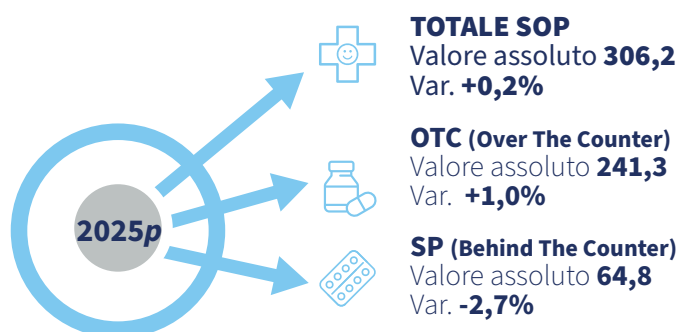 TOTALE SOP
Valore assoluto 306,2
Var. +0,2%
OTC (Over The Counter)
Valore assoluto 241,3
Var. +1,0%
2025p
SP (Behind The Counter)
Valore assoluto 64,8
Var. -2,7%